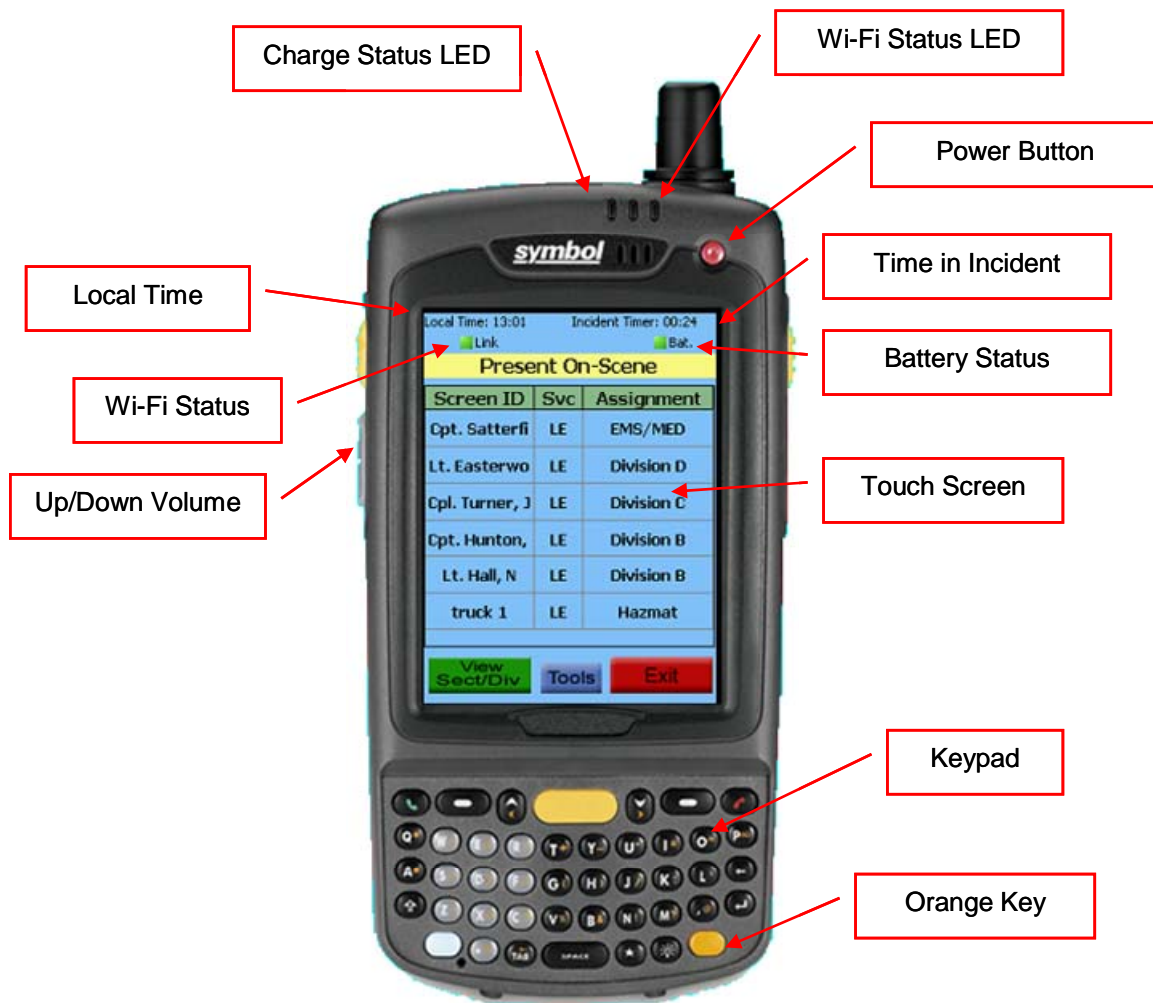 Charge Status LED
Wi-Fi Status LED
Power Button
Time in Incident
Local Time
Battery Status
Wi-Fi Status
Up/Down Volume
Touch Screen
Keypad
Orange Key
symbol
Local Time: 13:01 Incident Timer: 00:24
Link Bat.
Present On-Scene
Screen ID Svc Assignment
Cpt. Satterfi LE EMS/MED
Lt. Easterwo LE Division D
Cpl. Turner, J LE Division C
Cpt. Hunton, LE Division B
Lt. Hall, N LE Division B
truck 1 LE Hazmat
View
Sect/Div Tools Exit
Q T Y U I O P
A S D F G H J K L
Z X C V B N M
TAB SPACE